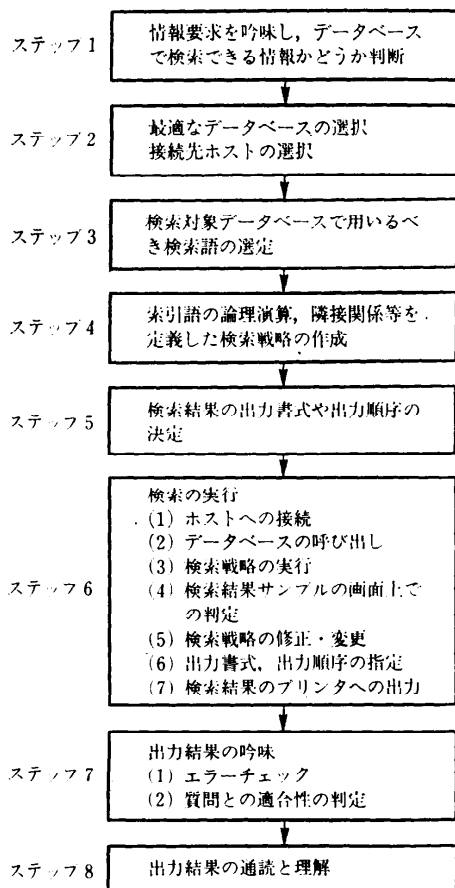 ステップ1
情報要求を吟味し，データベース
で検索できる情報かどうか判断
ステップ2
最適なデータベースの選択
接続先ホストの選択
ステップ3
検索対象データベースで用いるべ
き検索語の選定
ステップ4
索引語の論理演算，隣接関係等を
定義した検索戦略の作成
ステップ5
検索結果の出力書式や出力順序の
決定
ステップ6
検索の実行
(1) ホストへの接続
(2) データベースの呼び出し
(3) 検索戦略の実行
(4) 検索結果サンプルの画面上で
の判定
(5) 検索戦略の修正・変更
(6) 出力書式，出力順序の指定
(7) 検索結果のプリンタへの出力
ステップ7
出力結果の吟味
(1) エラーチェック
(2) 質問との適合性の判定
ステップ8
出力結果の通読と理解